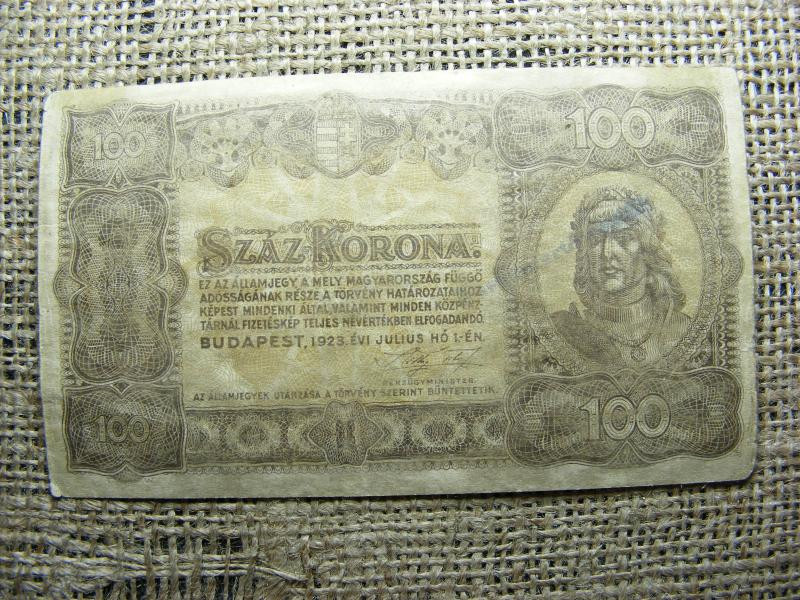 100
100
SZÁZ KORONA.
EZ AZ ÁLLAMJEGY, A MELY MAGYARORSZÁG FÜGGŐ
ADÓSSÁGÁNAK RÉSZE A TÖRVÉNY HATÁROZATAIHOZ
KÉPEST MINDENKI ÁLTAL, VALAMINT MINDEN KÖZPÉNZ-
TÁRNÁL FIZETÉSKÉP TELJES NÉVÉRTÉKBEN ELFOGADANDÓ.
BUDAPEST, 1923. ÉVI JULIUS HÓ 1.-ÉN.
PÉNZÜGYMINISTER.
AZ ÁLLAMJEGYEK UTÁNZÁSA A TÖRVÉNY SZERINT BÜNTETTETIK.
100
100